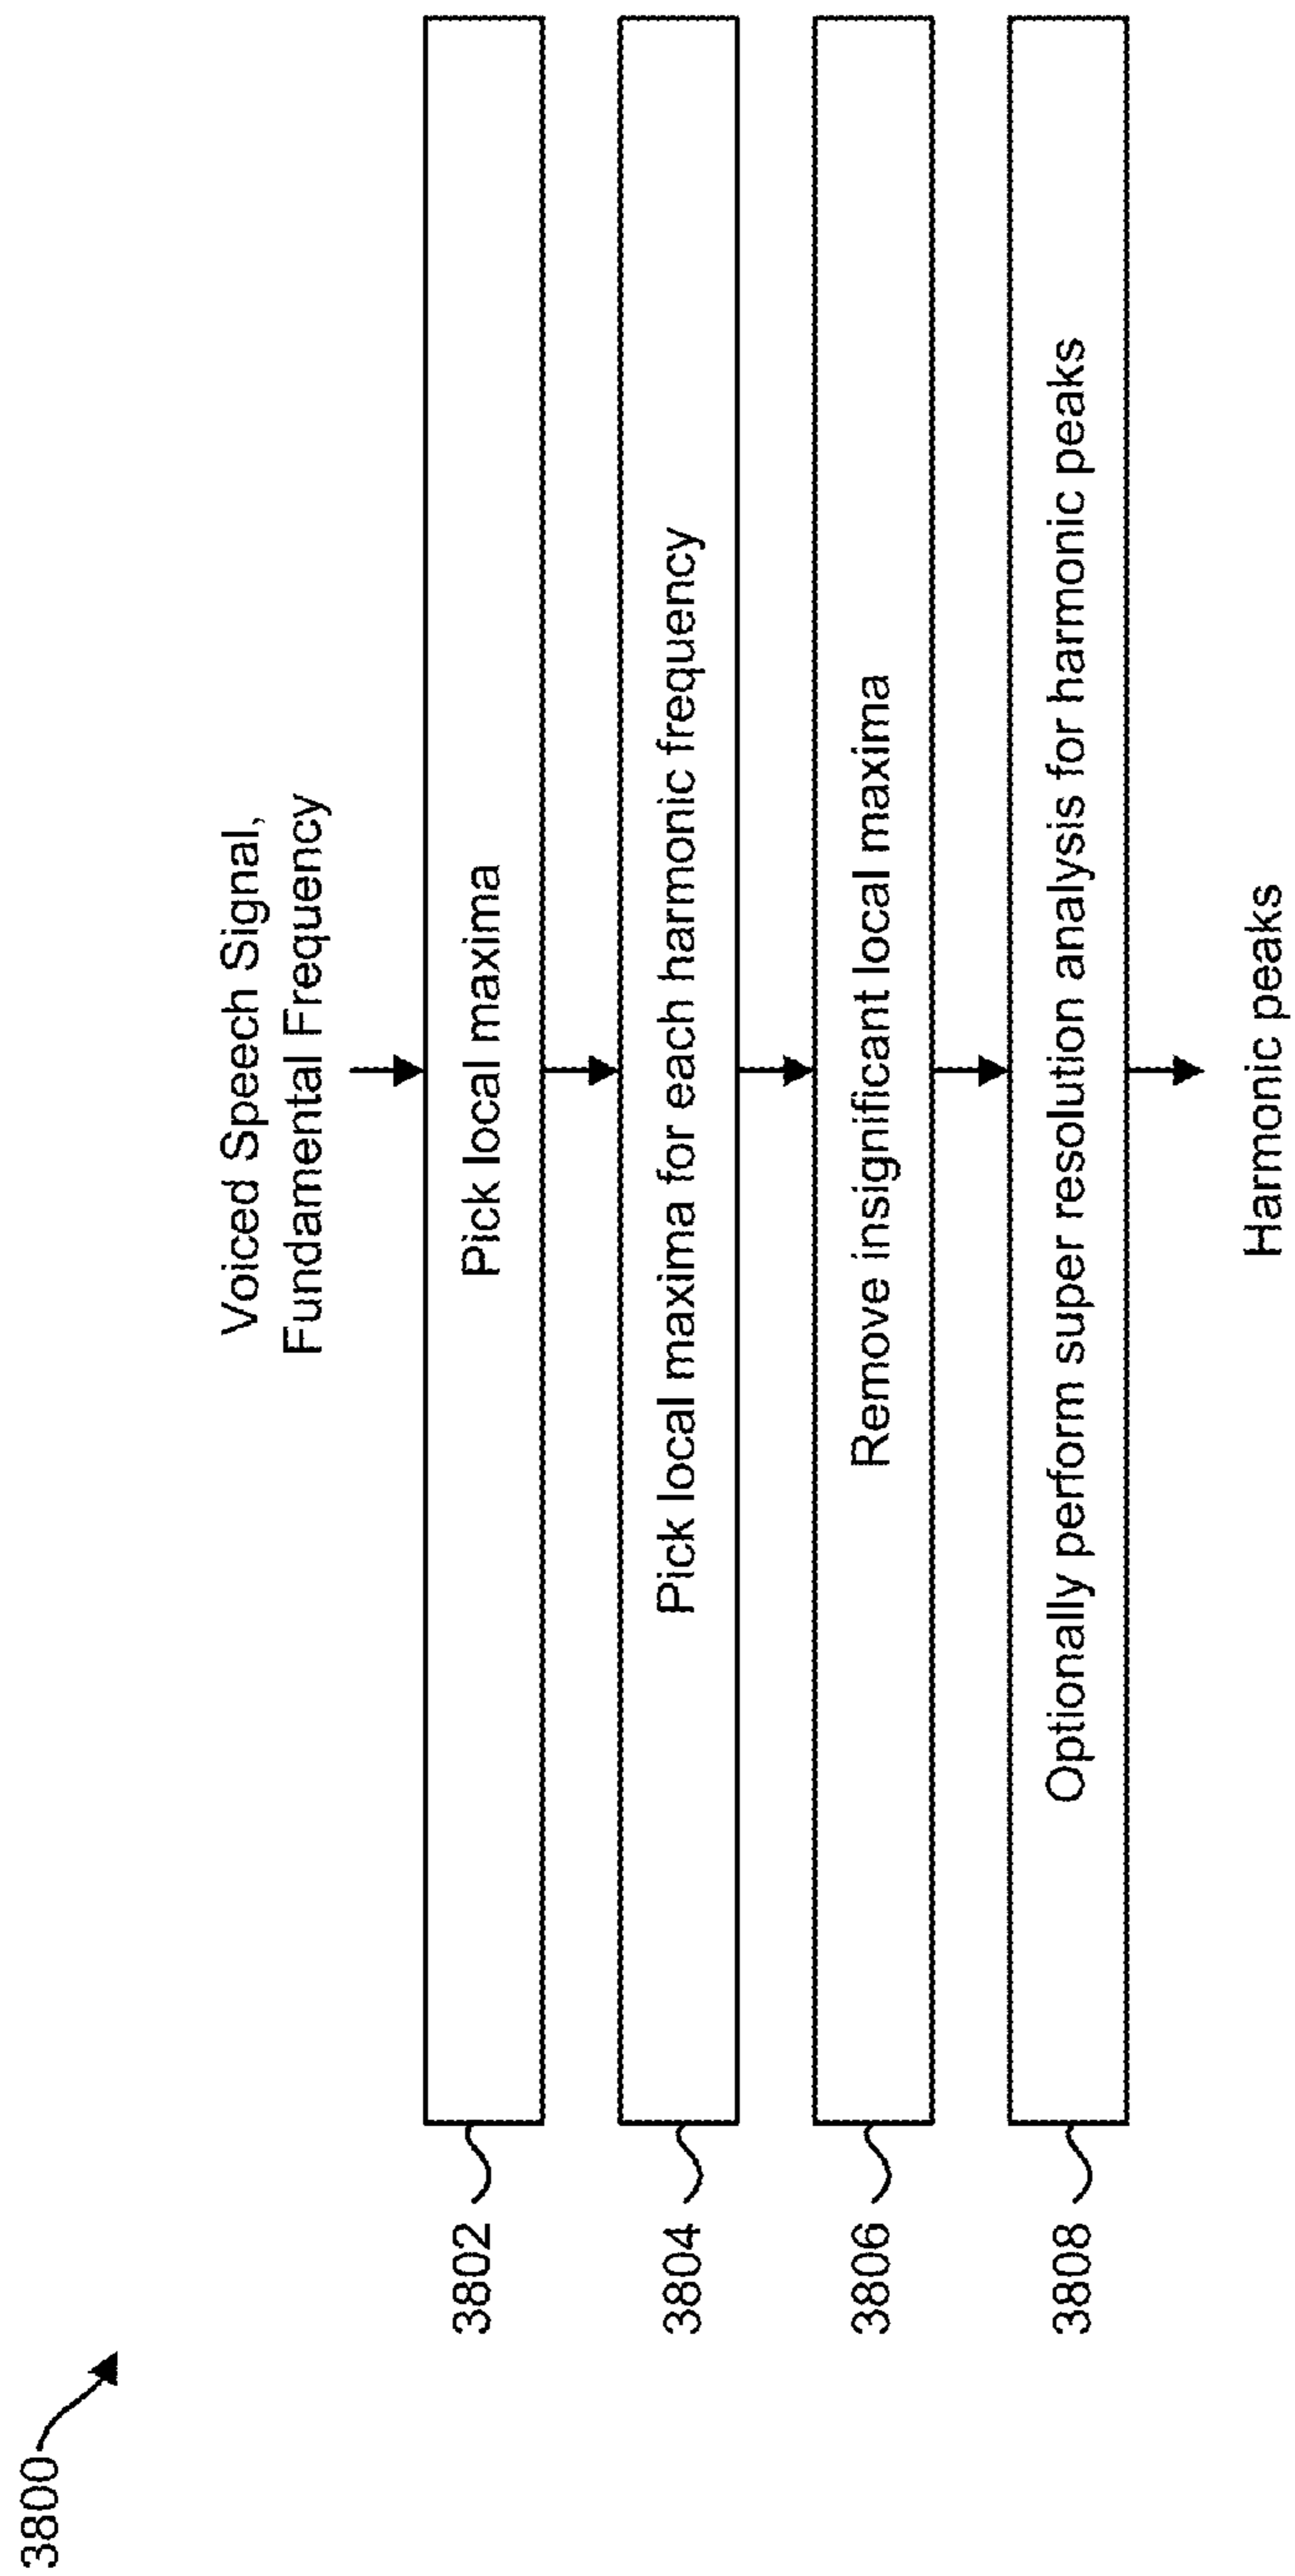 3800
Voiced Speech Signal,
Fundamental Frequency
3802
Pick local maxima
3804
Pick local maxima for each harmonic frequency
3806
Remove insignificant local maxima
3808
Optionally perform super resolution analysis for harmonic peaks
Harmonic peaks